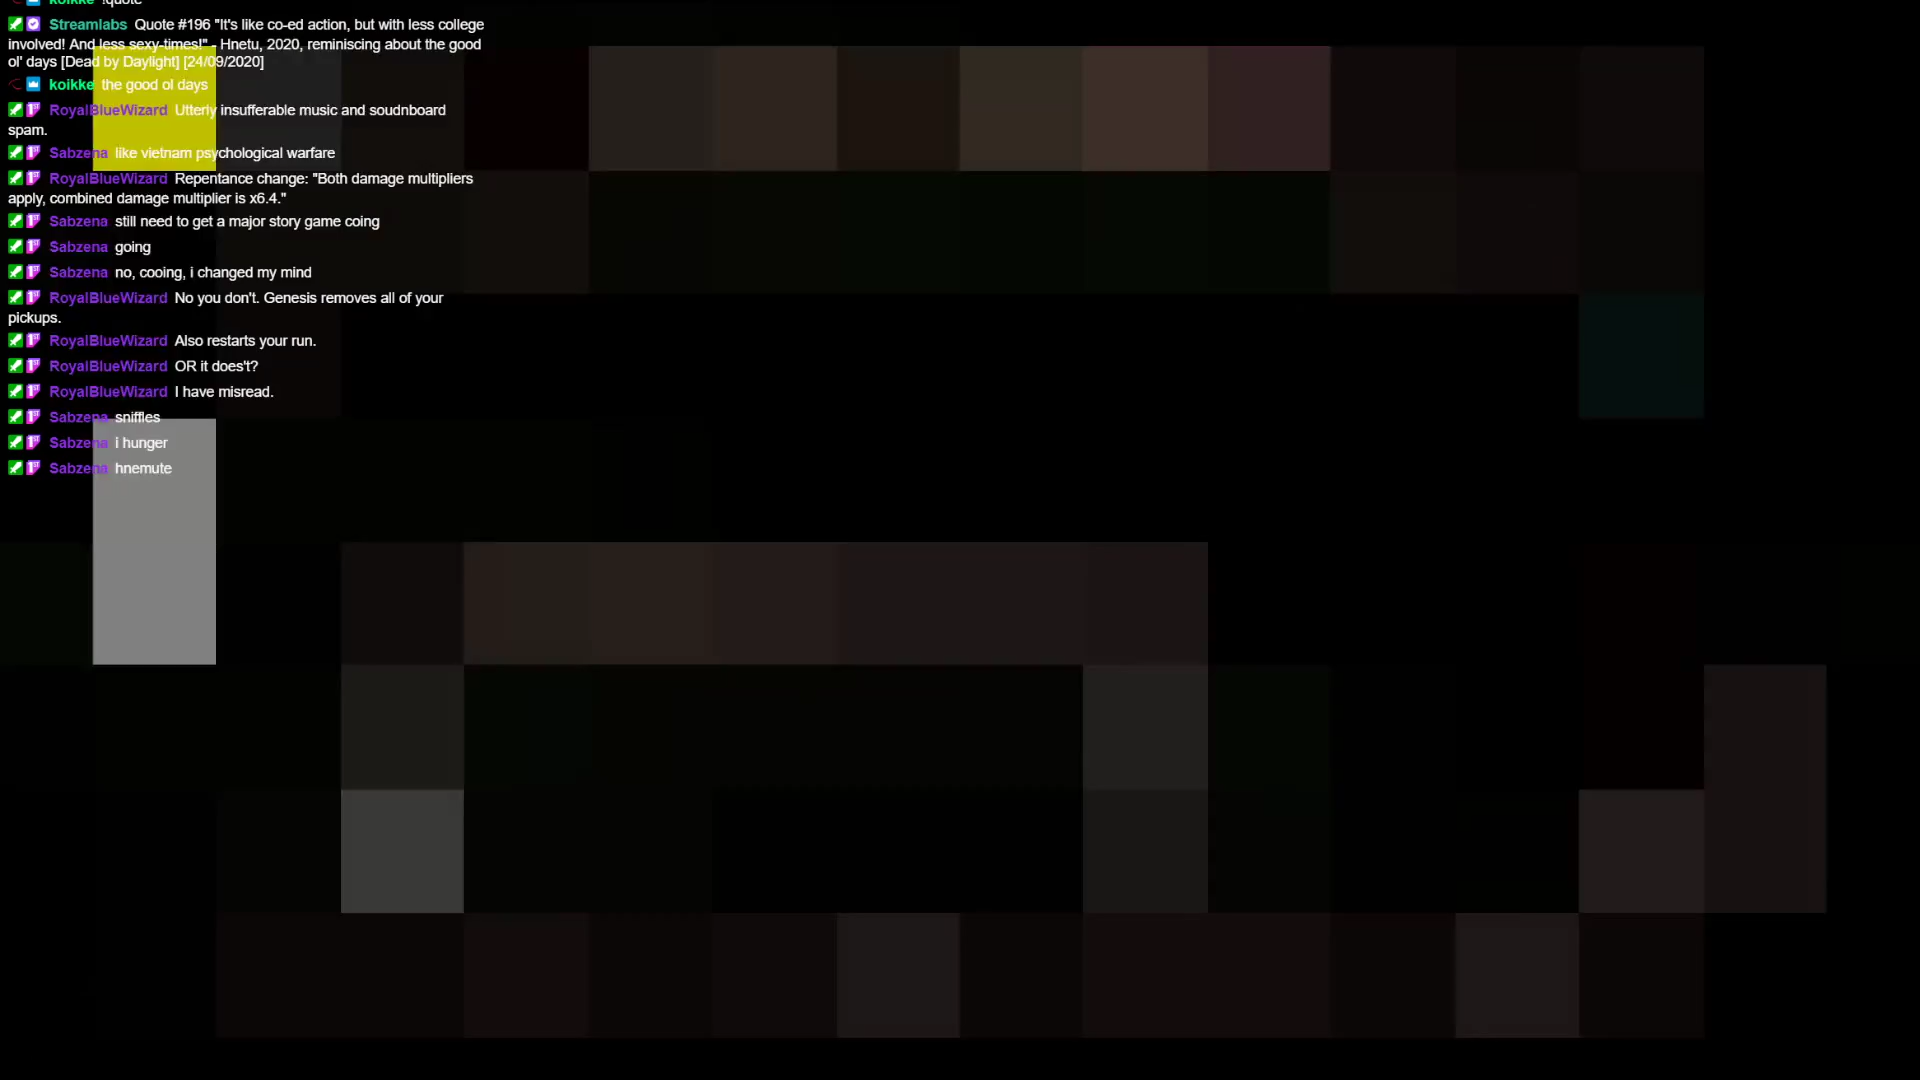 koikke !quote
Streamlabs Quote #196 "It's like co-ed action, but with less college
involved! And less sexy-times!" - Hnetu, 2020, reminiscing about the good
ol' days [Dead by Daylight] [24/09/2020]
koikke the good ol days
RoyalBlueWizard Utterly insufferable music and soudnboard
spam.
Sabzena like vietnam psychological warfare
RoyalBlueWizard Repentance change: "Both damage multipliers
apply, combined damage multiplier is x6.4."
Sabzena still need to get a major story game coing
Sabzena going
Sabzena no, cooing, i changed my mind
RoyalBlueWizard No you don't. Genesis removes all of your
pickups.
RoyalBlueWizard Also restarts your run.
RoyalBlueWizard OR it does't?
RoyalBlueWizard I have misread.
Sabzena sniffles
Sabzena i hunger
Sabzena hnemute